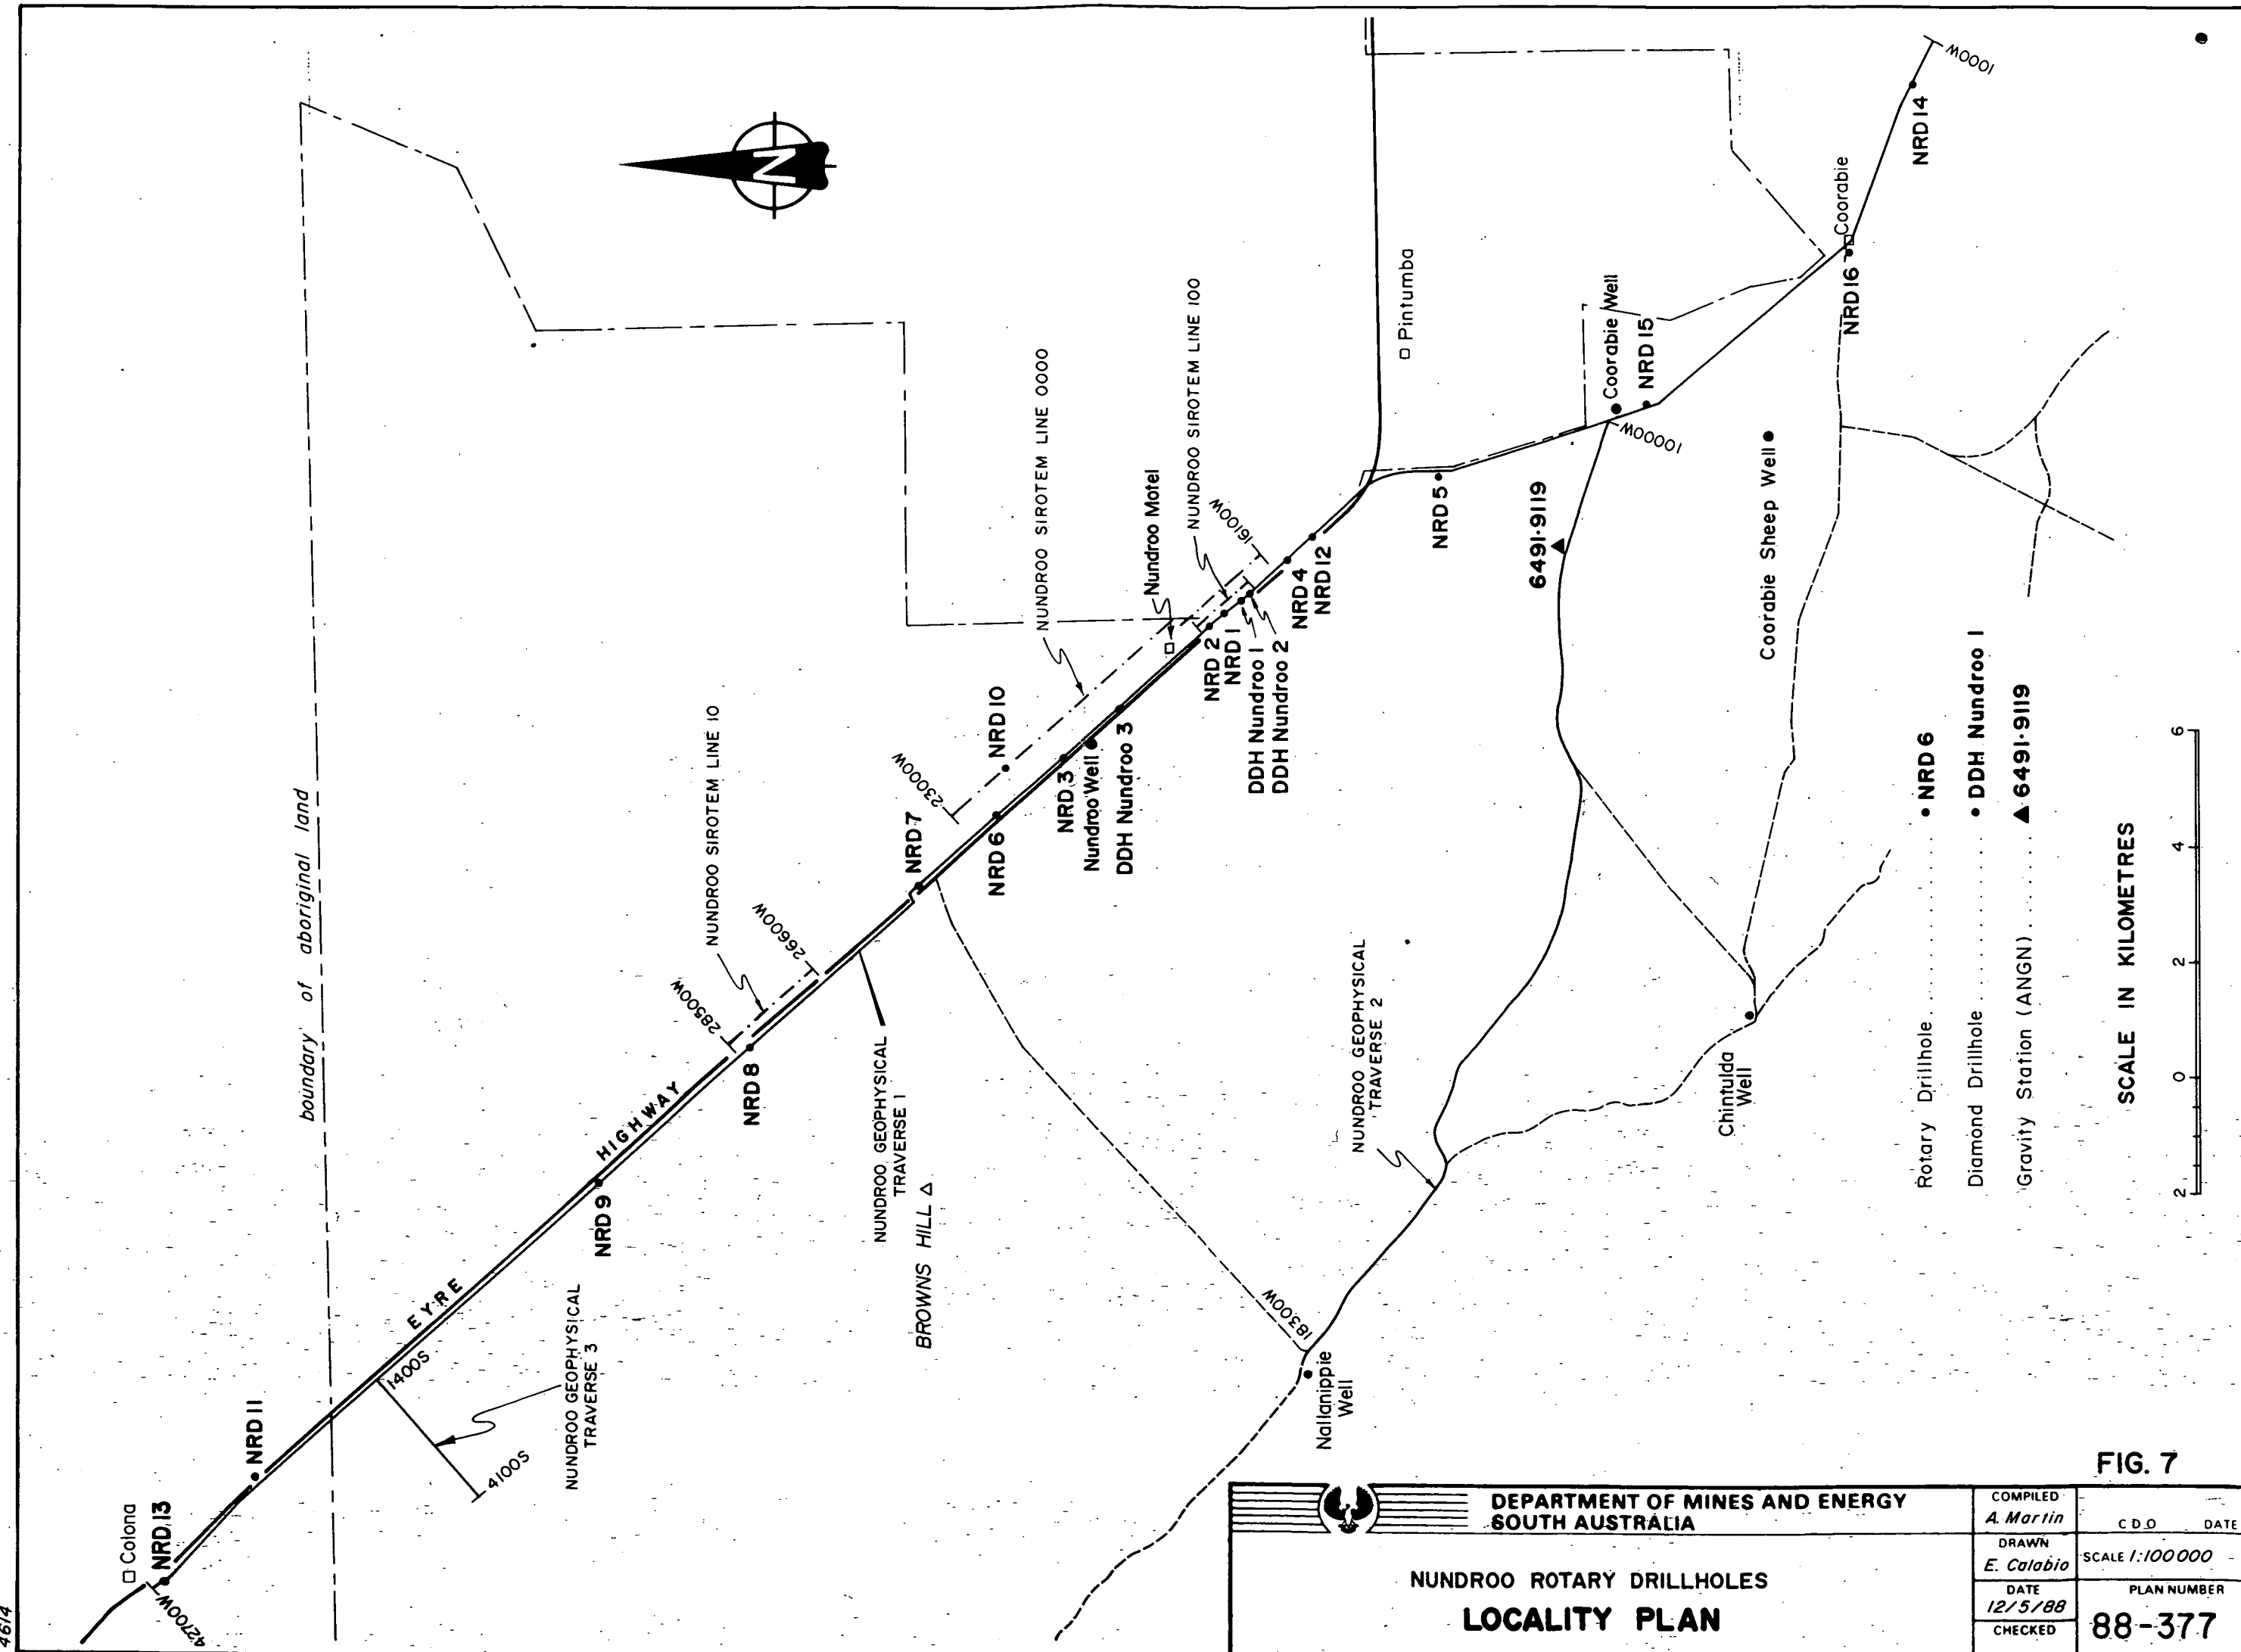 4614
boundary of aboriginal land
N
1000W
NRD 14
Coorabie
NRD 16
Pintumba
Coorabie Well
NRD 15
10000W
NRD 5
6491·9119
Coorabie Sheep Well
NUNDROO SIROTEM LINE 0000
NUNDROO SIROTEM LINE 100
Nundroo Motel
16100W
NRD 4
NRD 12
NRD 2
NRD 1
DDH Nundroo 1
DDH Nundroo 2
NRD 10
23000W
NRD 3
Nundroo Well
DDH Nundroo 3
NRD 6
NRD 7
NUNDROO SIROTEM LINE 10
26600W
28500W
NRD 8
NUNDROO GEOPHYSICAL
TRAVERSE 1
BROWNS HILL
EYRE HIGHWAY
NRD 9
NUNDROO GEOPHYSICAL
TRAVERSE 2
Chintulda
Well
18300W
Nallanippie
Well
1400S
4100S
NUNDROO GEOPHYSICAL
TRAVERSE 3
NRD 11
Colona
NRD 13
42700W
Rotary Drillhole .......... • NRD 6
Diamond Drillhole .......... • DDH Nundroo 1
Gravity Station (ANGN) .......... ▲ 6491·9119
SCALE IN KILOMETRES
2 0 2 4 6
FIG. 7
DEPARTMENT OF MINES AND ENERGY
SOUTH AUSTRALIA
NUNDROO ROTARY DRILLHOLES
LOCALITY PLAN
COMPILED
A. Martin
DRAWN
E. Calabio
DATE
12/5/88
CHECKED
C D O DATE
SCALE 1:100 000
PLAN NUMBER
88-377